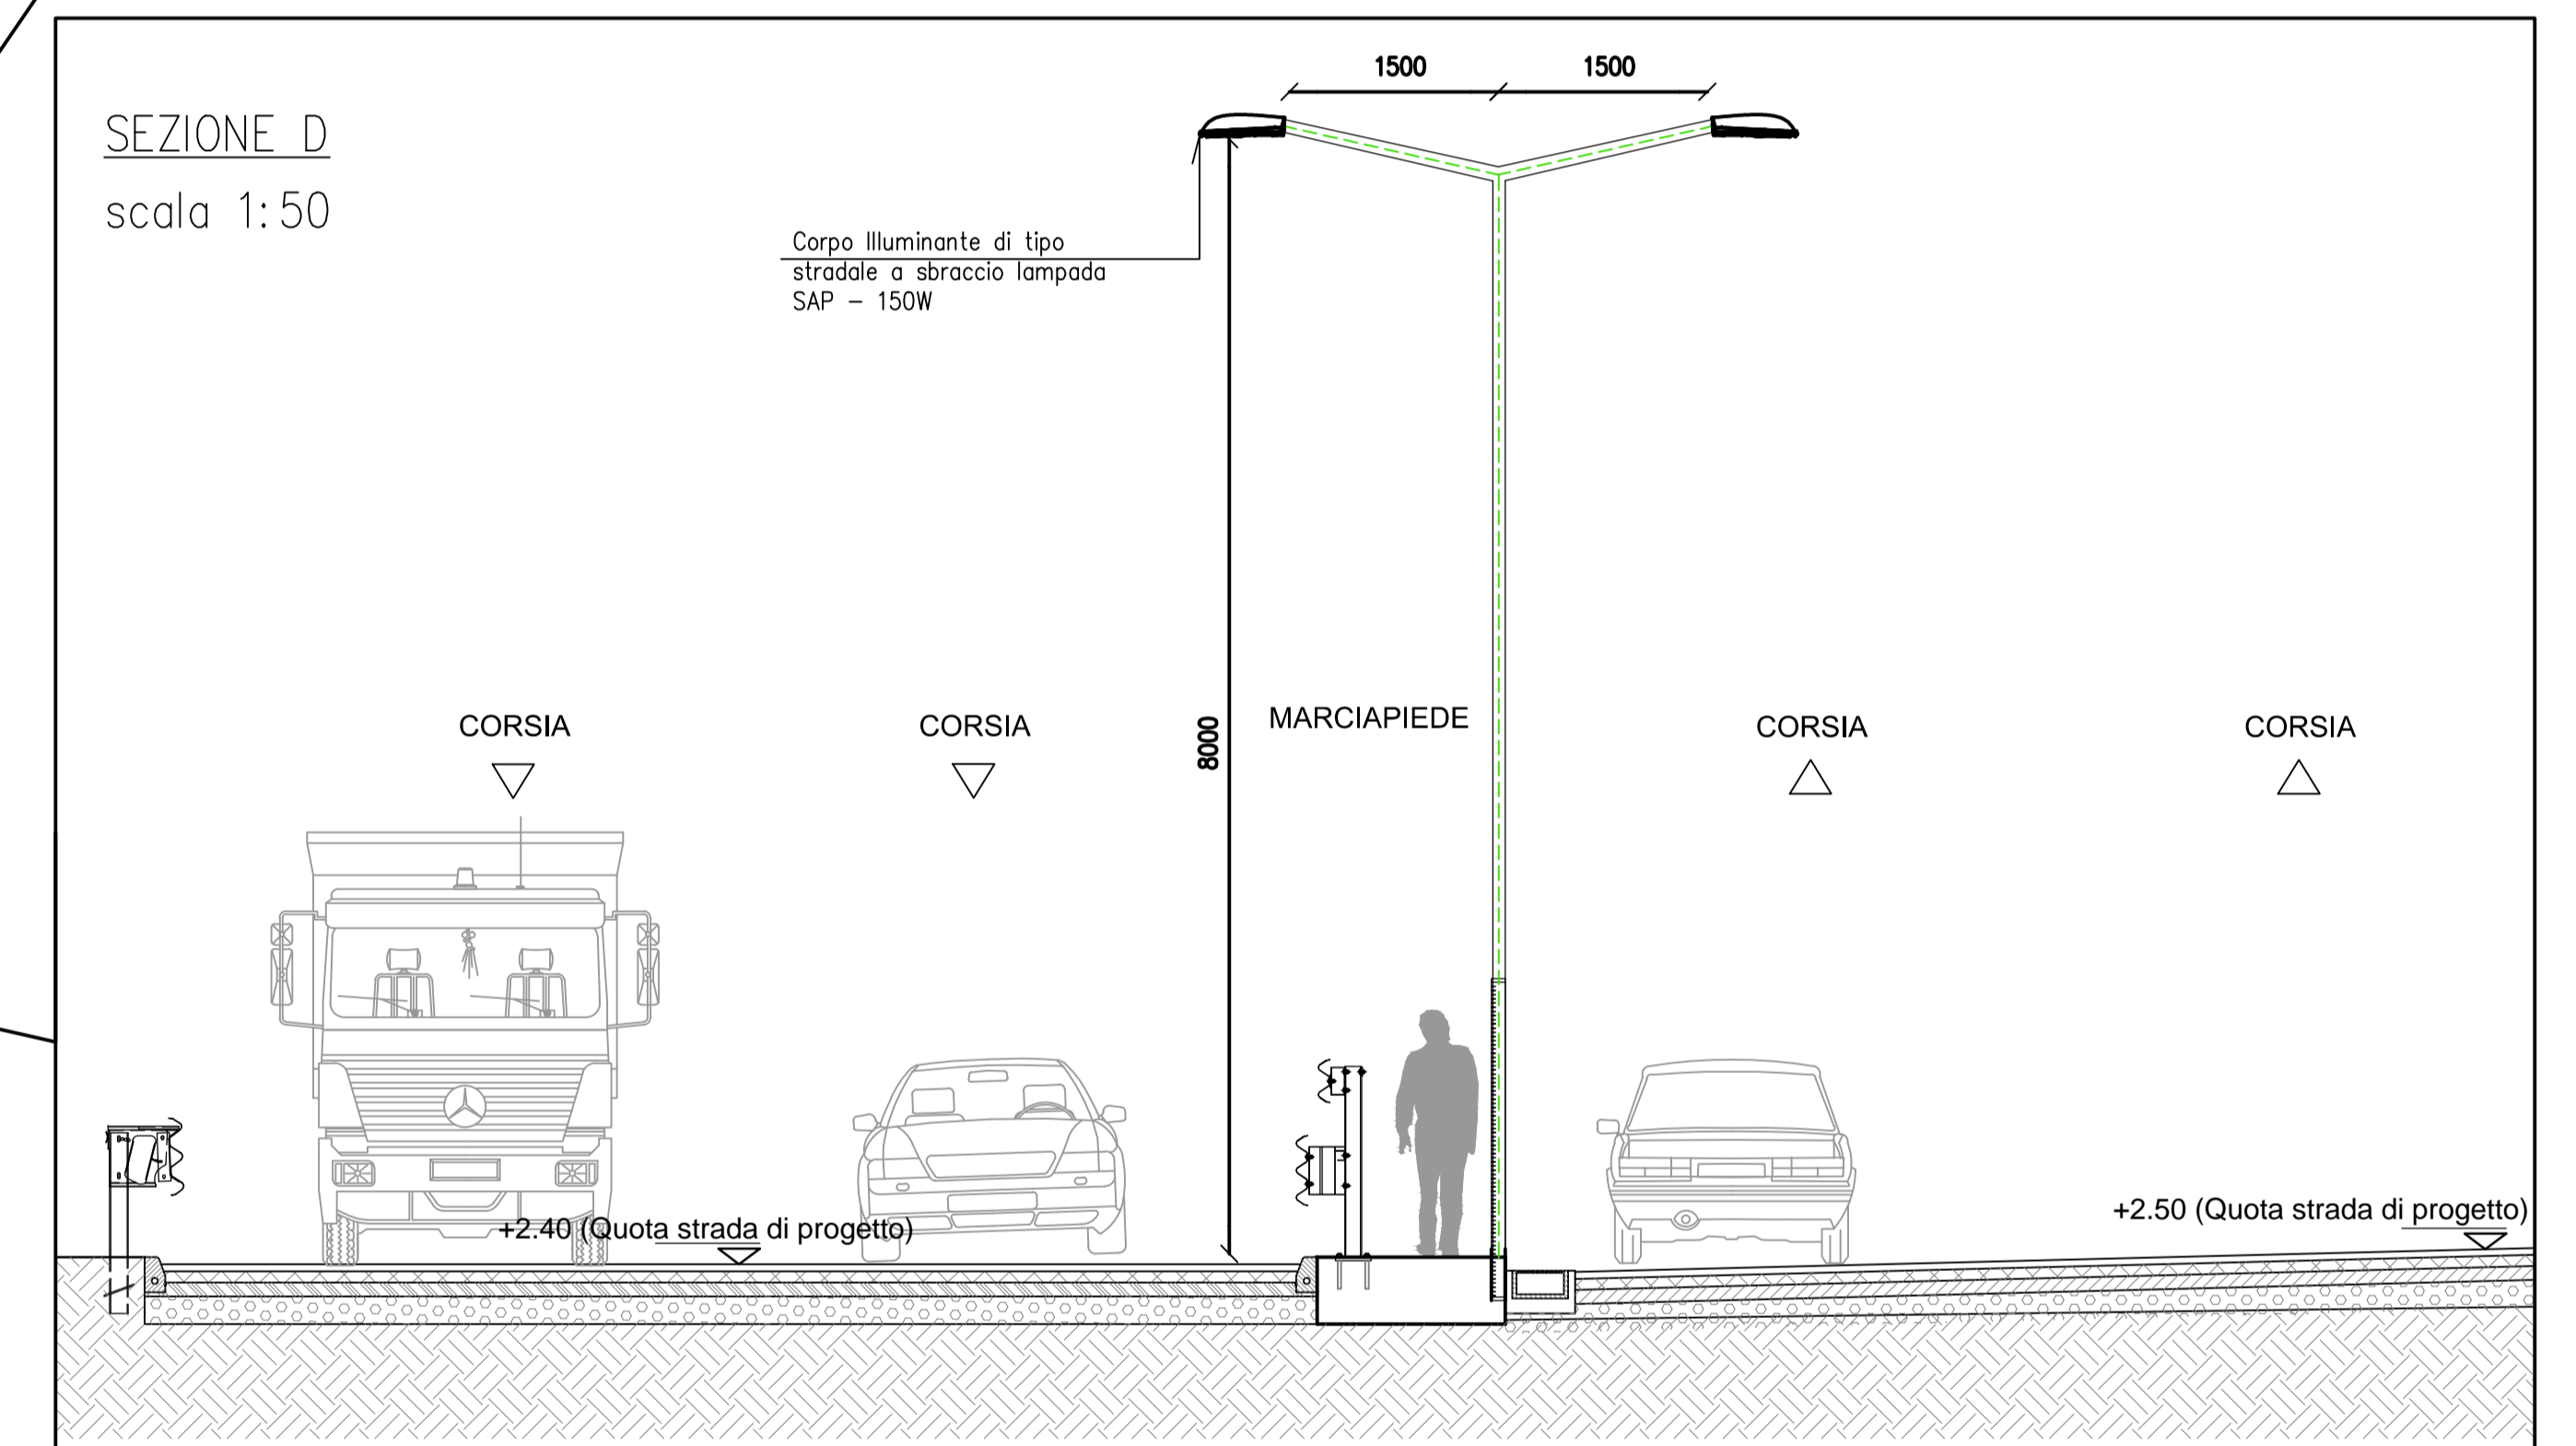 1500 1500
SEZIONE D
scala 1:50
Corpo Illuminante di tipo
stradale a sbraccio lampada
SAP - 150W
CORSIA CORSIA 8000 MARCIAPIEDE CORSIA CORSIA
+2.40 (Quota strada di progetto)
+2.50 (Quota strada di progetto)